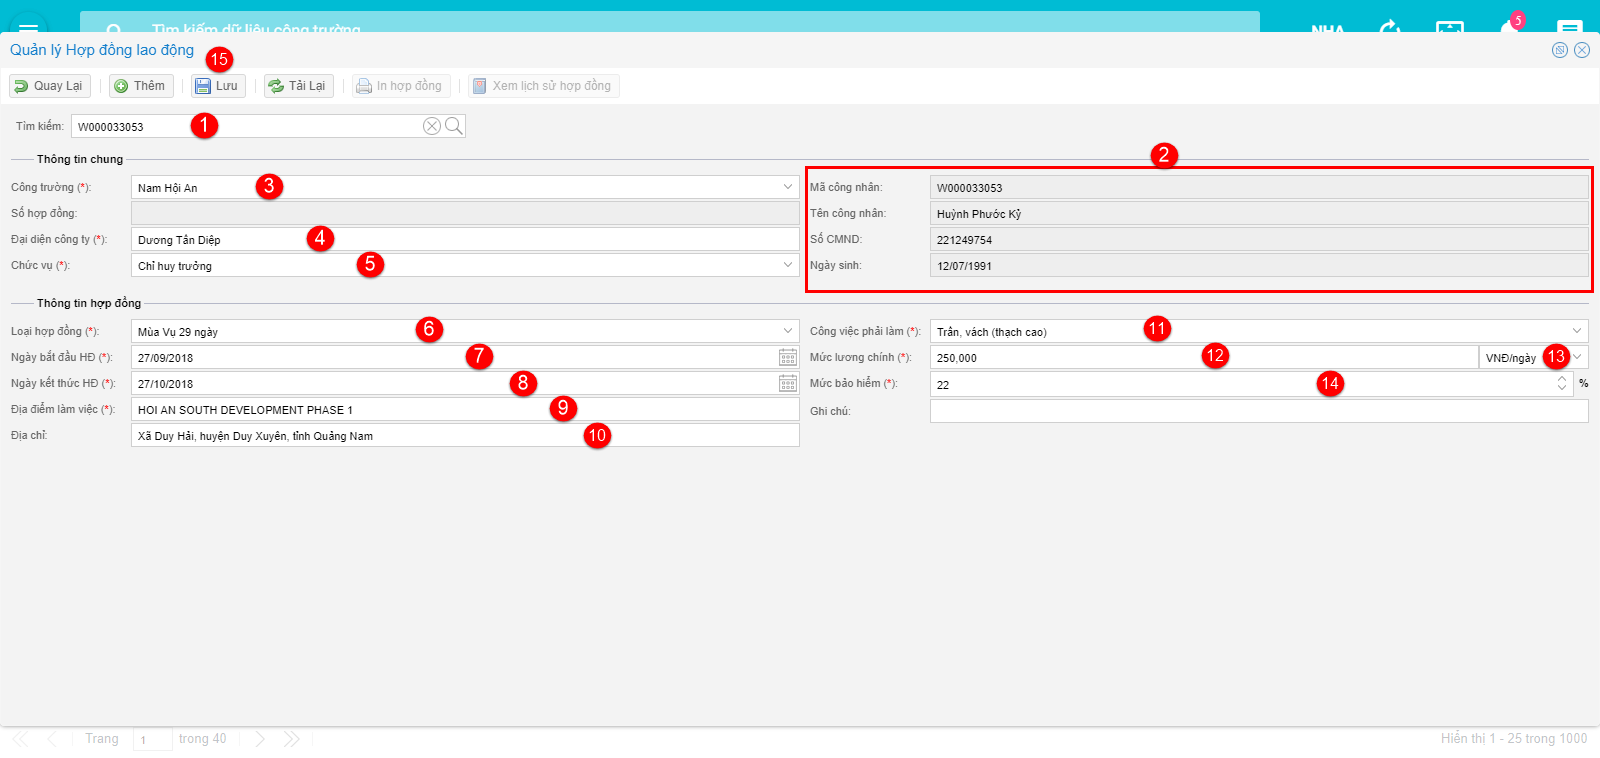 Tìm kiếm dữ liệu công trường
NHA
5
Quản lý Hợp đồng lao động
15
Quay Lại
Thêm
Lưu
Tải Lại
In hợp đồng
Xem lịch sử hợp đồng
Tìm kiếm: W000033053 1
Thông tin chung
2
Công trường (*): Nam Hội An 3
Mã công nhân: W000033053
Số hợp đồng:
Tên công nhân: Huỳnh Phước Kỷ
Đại diện công ty (*): Dương Tấn Diệp 4
Số CMND: 221249754
Chức vụ (*): Chỉ huy trưởng 5
Ngày sinh: 12/07/1991
Thông tin hợp đồng
Loại hợp đồng (*): Mùa Vụ 29 ngày 6
Công việc phải làm (*): Trần, vách (thạch cao) 11
Ngày bắt đầu HĐ (*): 27/09/2018 7
Mức lương chính (*): 250,000 12 VNĐ/ngày 13
Ngày kết thức HĐ (*): 27/10/2018 8
Mức bảo hiểm (*): 22 14 %
Địa điểm làm việc (*): HOI AN SOUTH DEVELOPMENT PHASE 1 9
Ghi chú:
Địa chỉ: Xã Duy Hải, huyện Duy Xuyên, tỉnh Quảng Nam 10
Trang 1 trong 40
Hiển thị 1 - 25 trong 1000